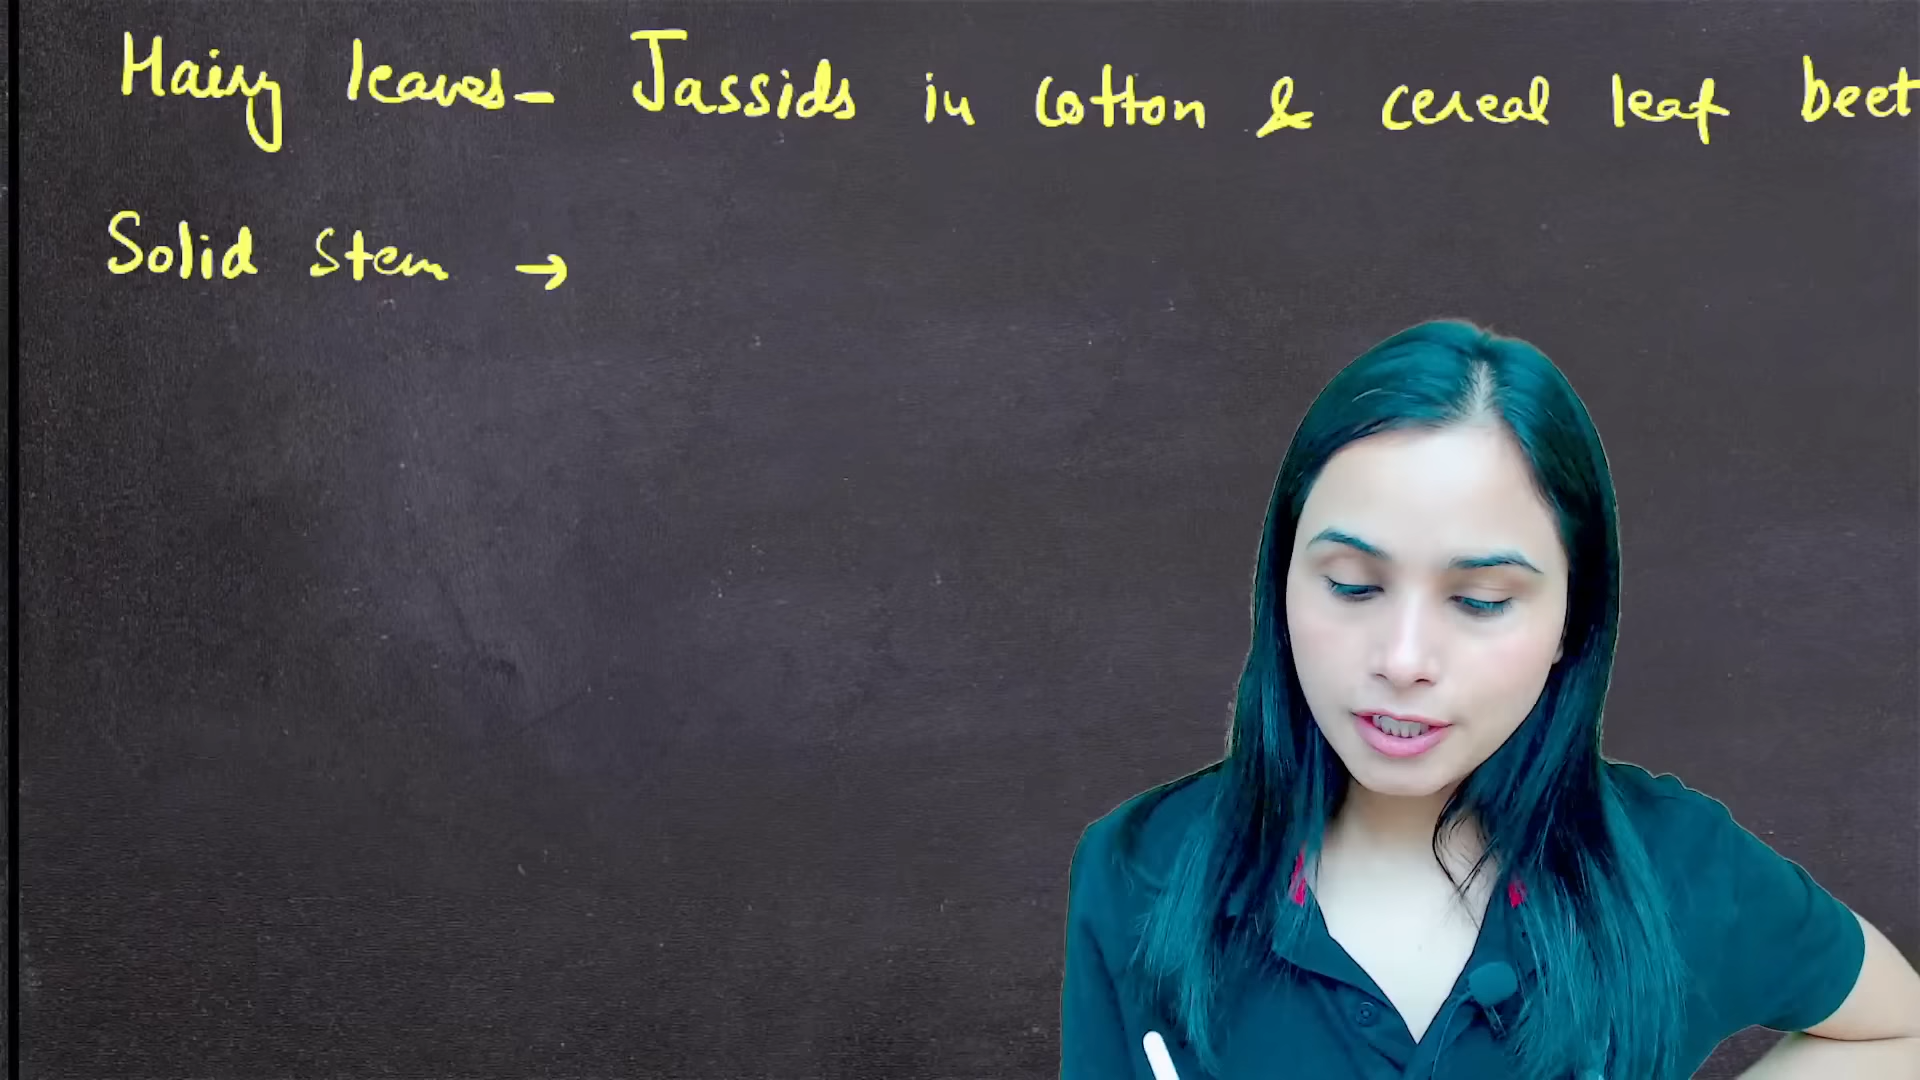 Hairy leaves - Jassids in cotton & cereal leaf beet
Solid stem →